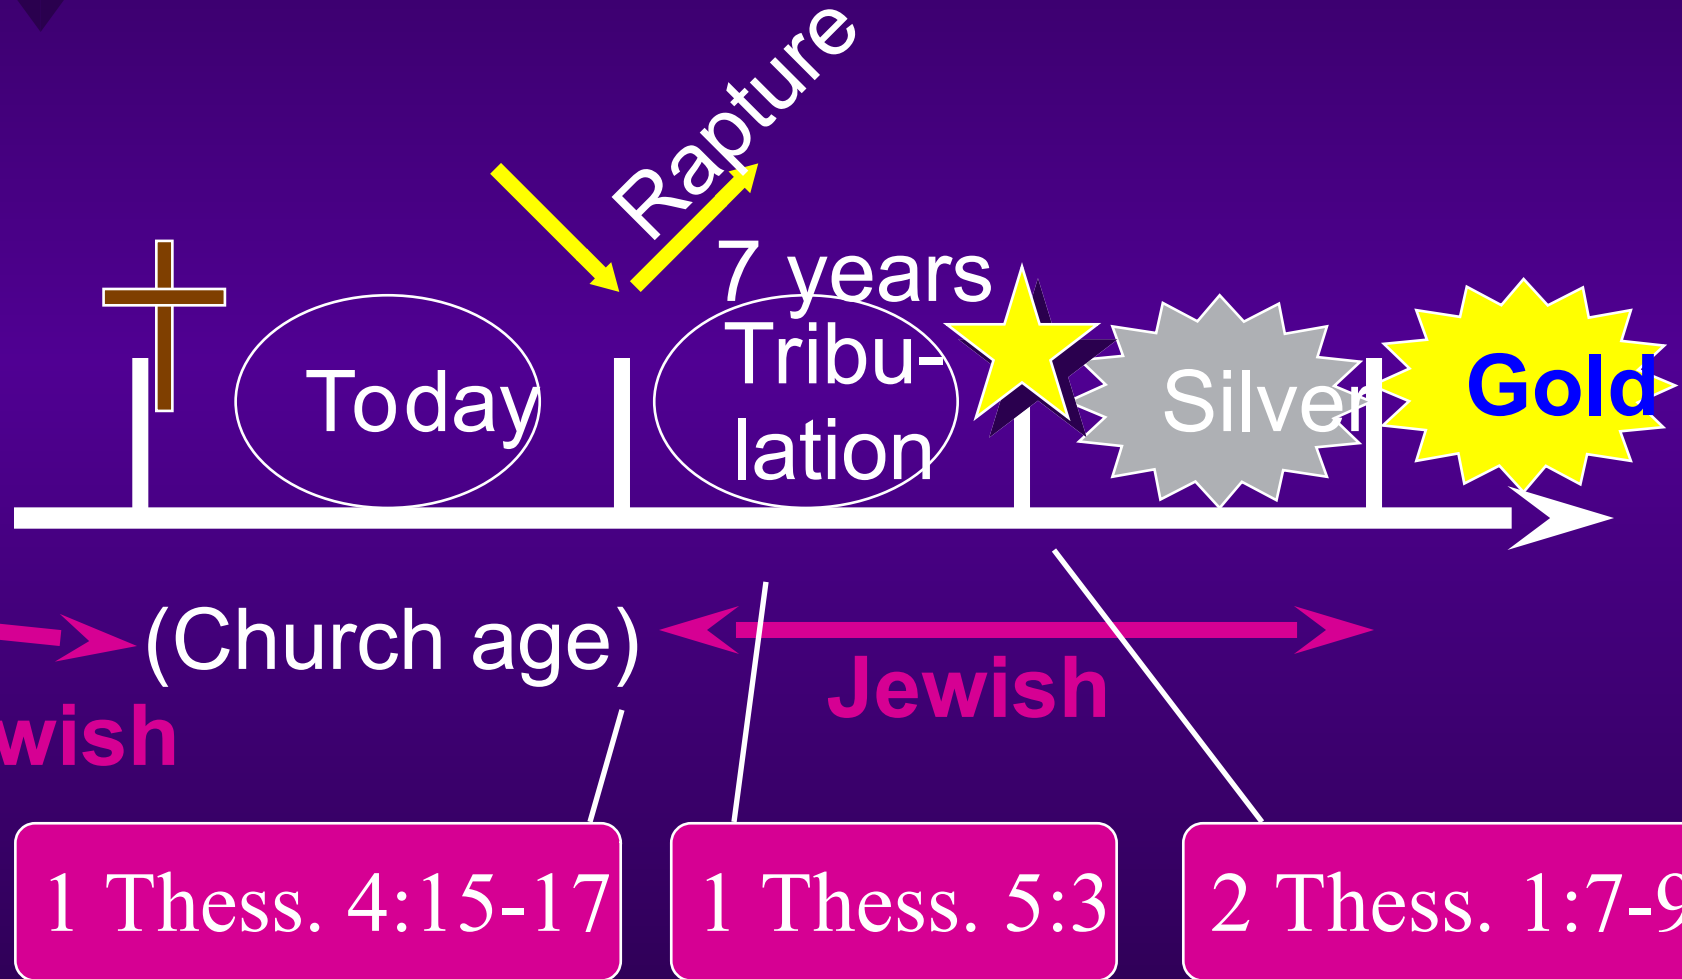 Rapture
7 years
Today
Tribu-
lation
Silver
Gold
(Church age)
Jewish
wish
1 Thess. 4:15-17
1 Thess. 5:3
2 Thess. 1:7-9